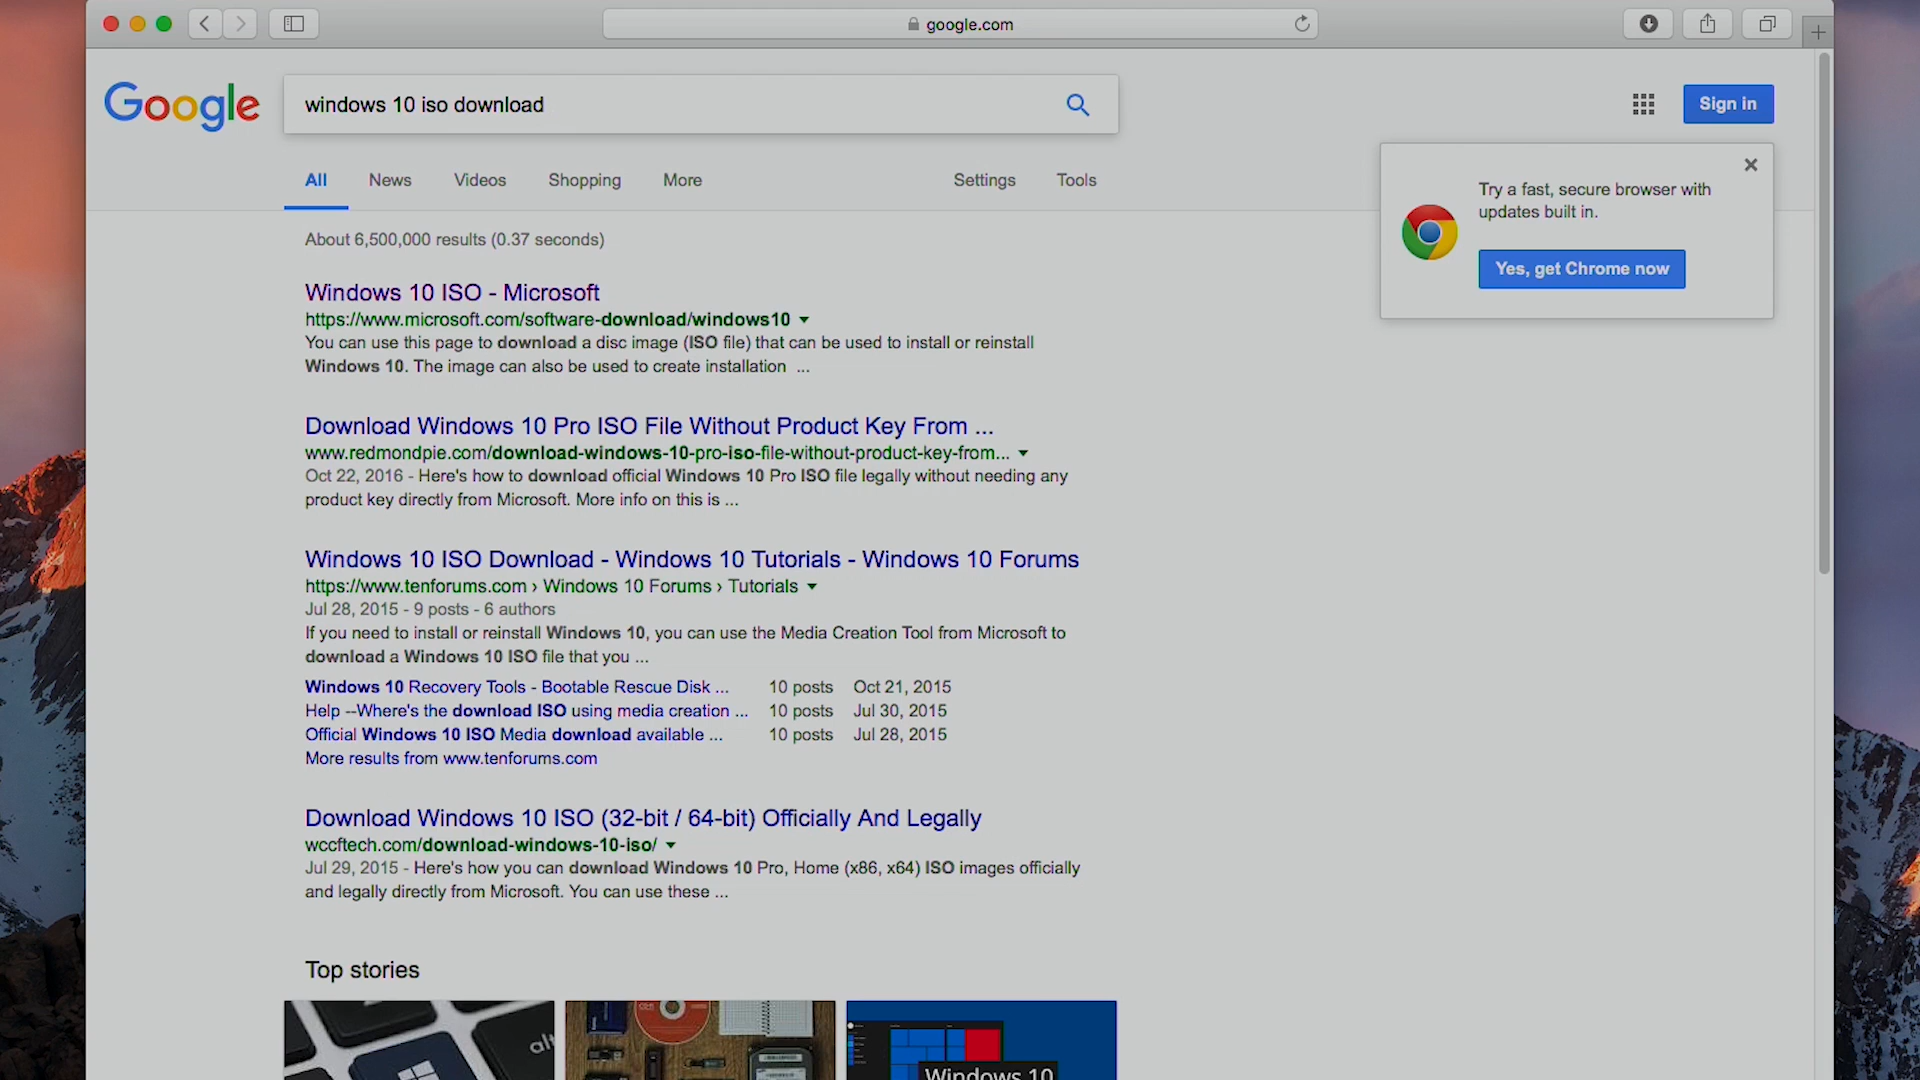 google.com
Google
windows 10 iso download
Sign in
All News Videos Shopping More Settings Tools
Try a fast, secure browser with
updates built in.
Yes, get Chrome now
About 6,500,000 results (0.37 seconds)
Windows 10 ISO - Microsoft
https://www.microsoft.com/software-download/windows10
You can use this page to download a disc image (ISO file) that can be used to install or reinstall
Windows 10. The image can also be used to create installation ...
Download Windows 10 Pro ISO File Without Product Key From ...
www.redmondpie.com/download-windows-10-pro-iso-file-without-product-key-from...
Oct 22, 2016 - Here's how to download official Windows 10 Pro ISO file legally without needing any
product key directly from Microsoft. More info on this is ...
Windows 10 ISO Download - Windows 10 Tutorials - Windows 10 Forums
https://www.tenforums.com › Windows 10 Forums › Tutorials
Jul 28, 2015 - 9 posts - 6 authors
If you need to install or reinstall Windows 10, you can use the Media Creation Tool from Microsoft to
download a Windows 10 ISO file that you ...
Windows 10 Recovery Tools - Bootable Rescue Disk ... 10 posts Oct 21, 2015
Help --Where's the download ISO using media creation ... 10 posts Jul 30, 2015
Official Windows 10 ISO Media download available ... 10 posts Jul 28, 2015
More results from www.tenforums.com
Download Windows 10 ISO (32-bit / 64-bit) Officially And Legally
wccftech.com/download-windows-10-iso/
Jul 29, 2015 - Here's how you can download Windows 10 Pro, Home (x86, x64) ISO images officially
and legally directly from Microsoft. You can use these ...
Top stories
alt
Windows 10